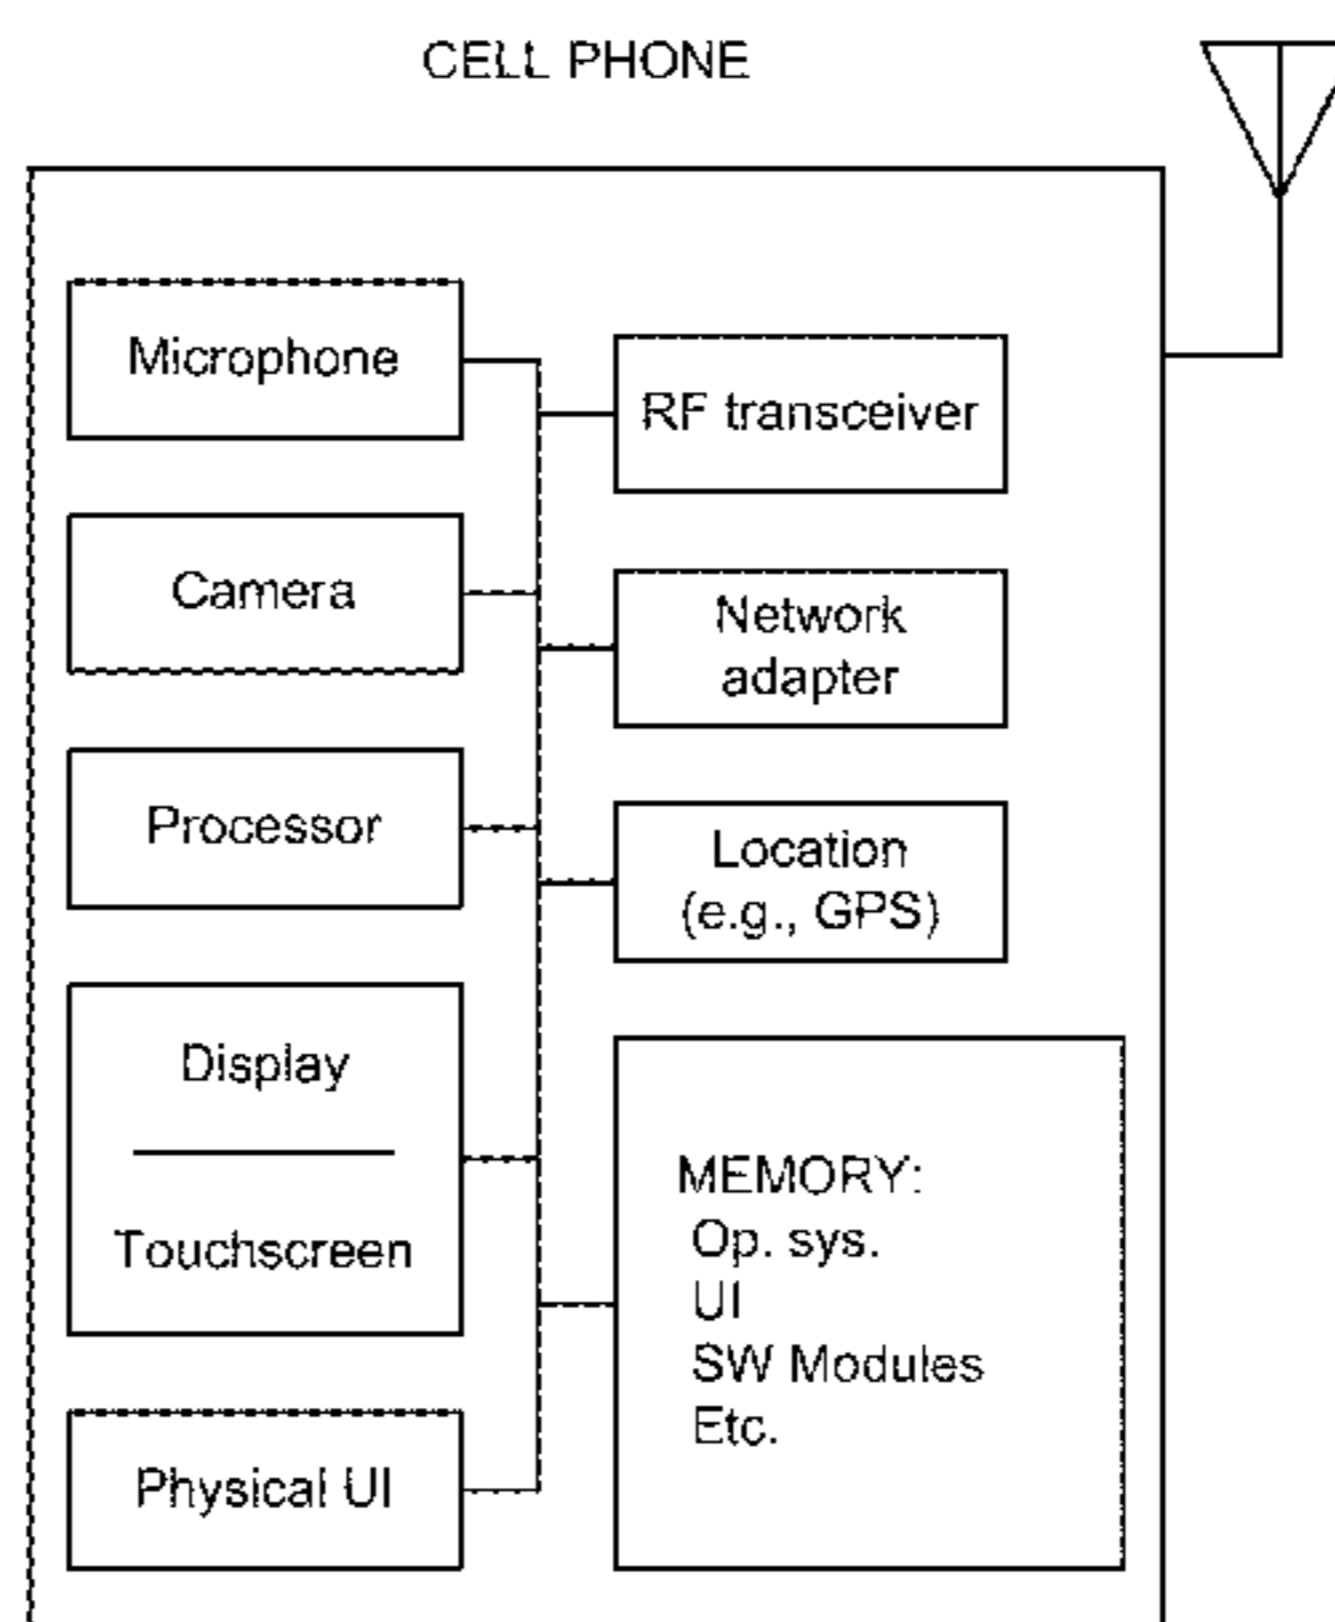 CELL PHONE
Microphone
RF transceiver
Camera
Network
adapter
Processor
Location
(e.g., GPS)
Display
Touchscreen
MEMORY:
Op. sys.
UI
SW Modules
Etc.
Physical UI